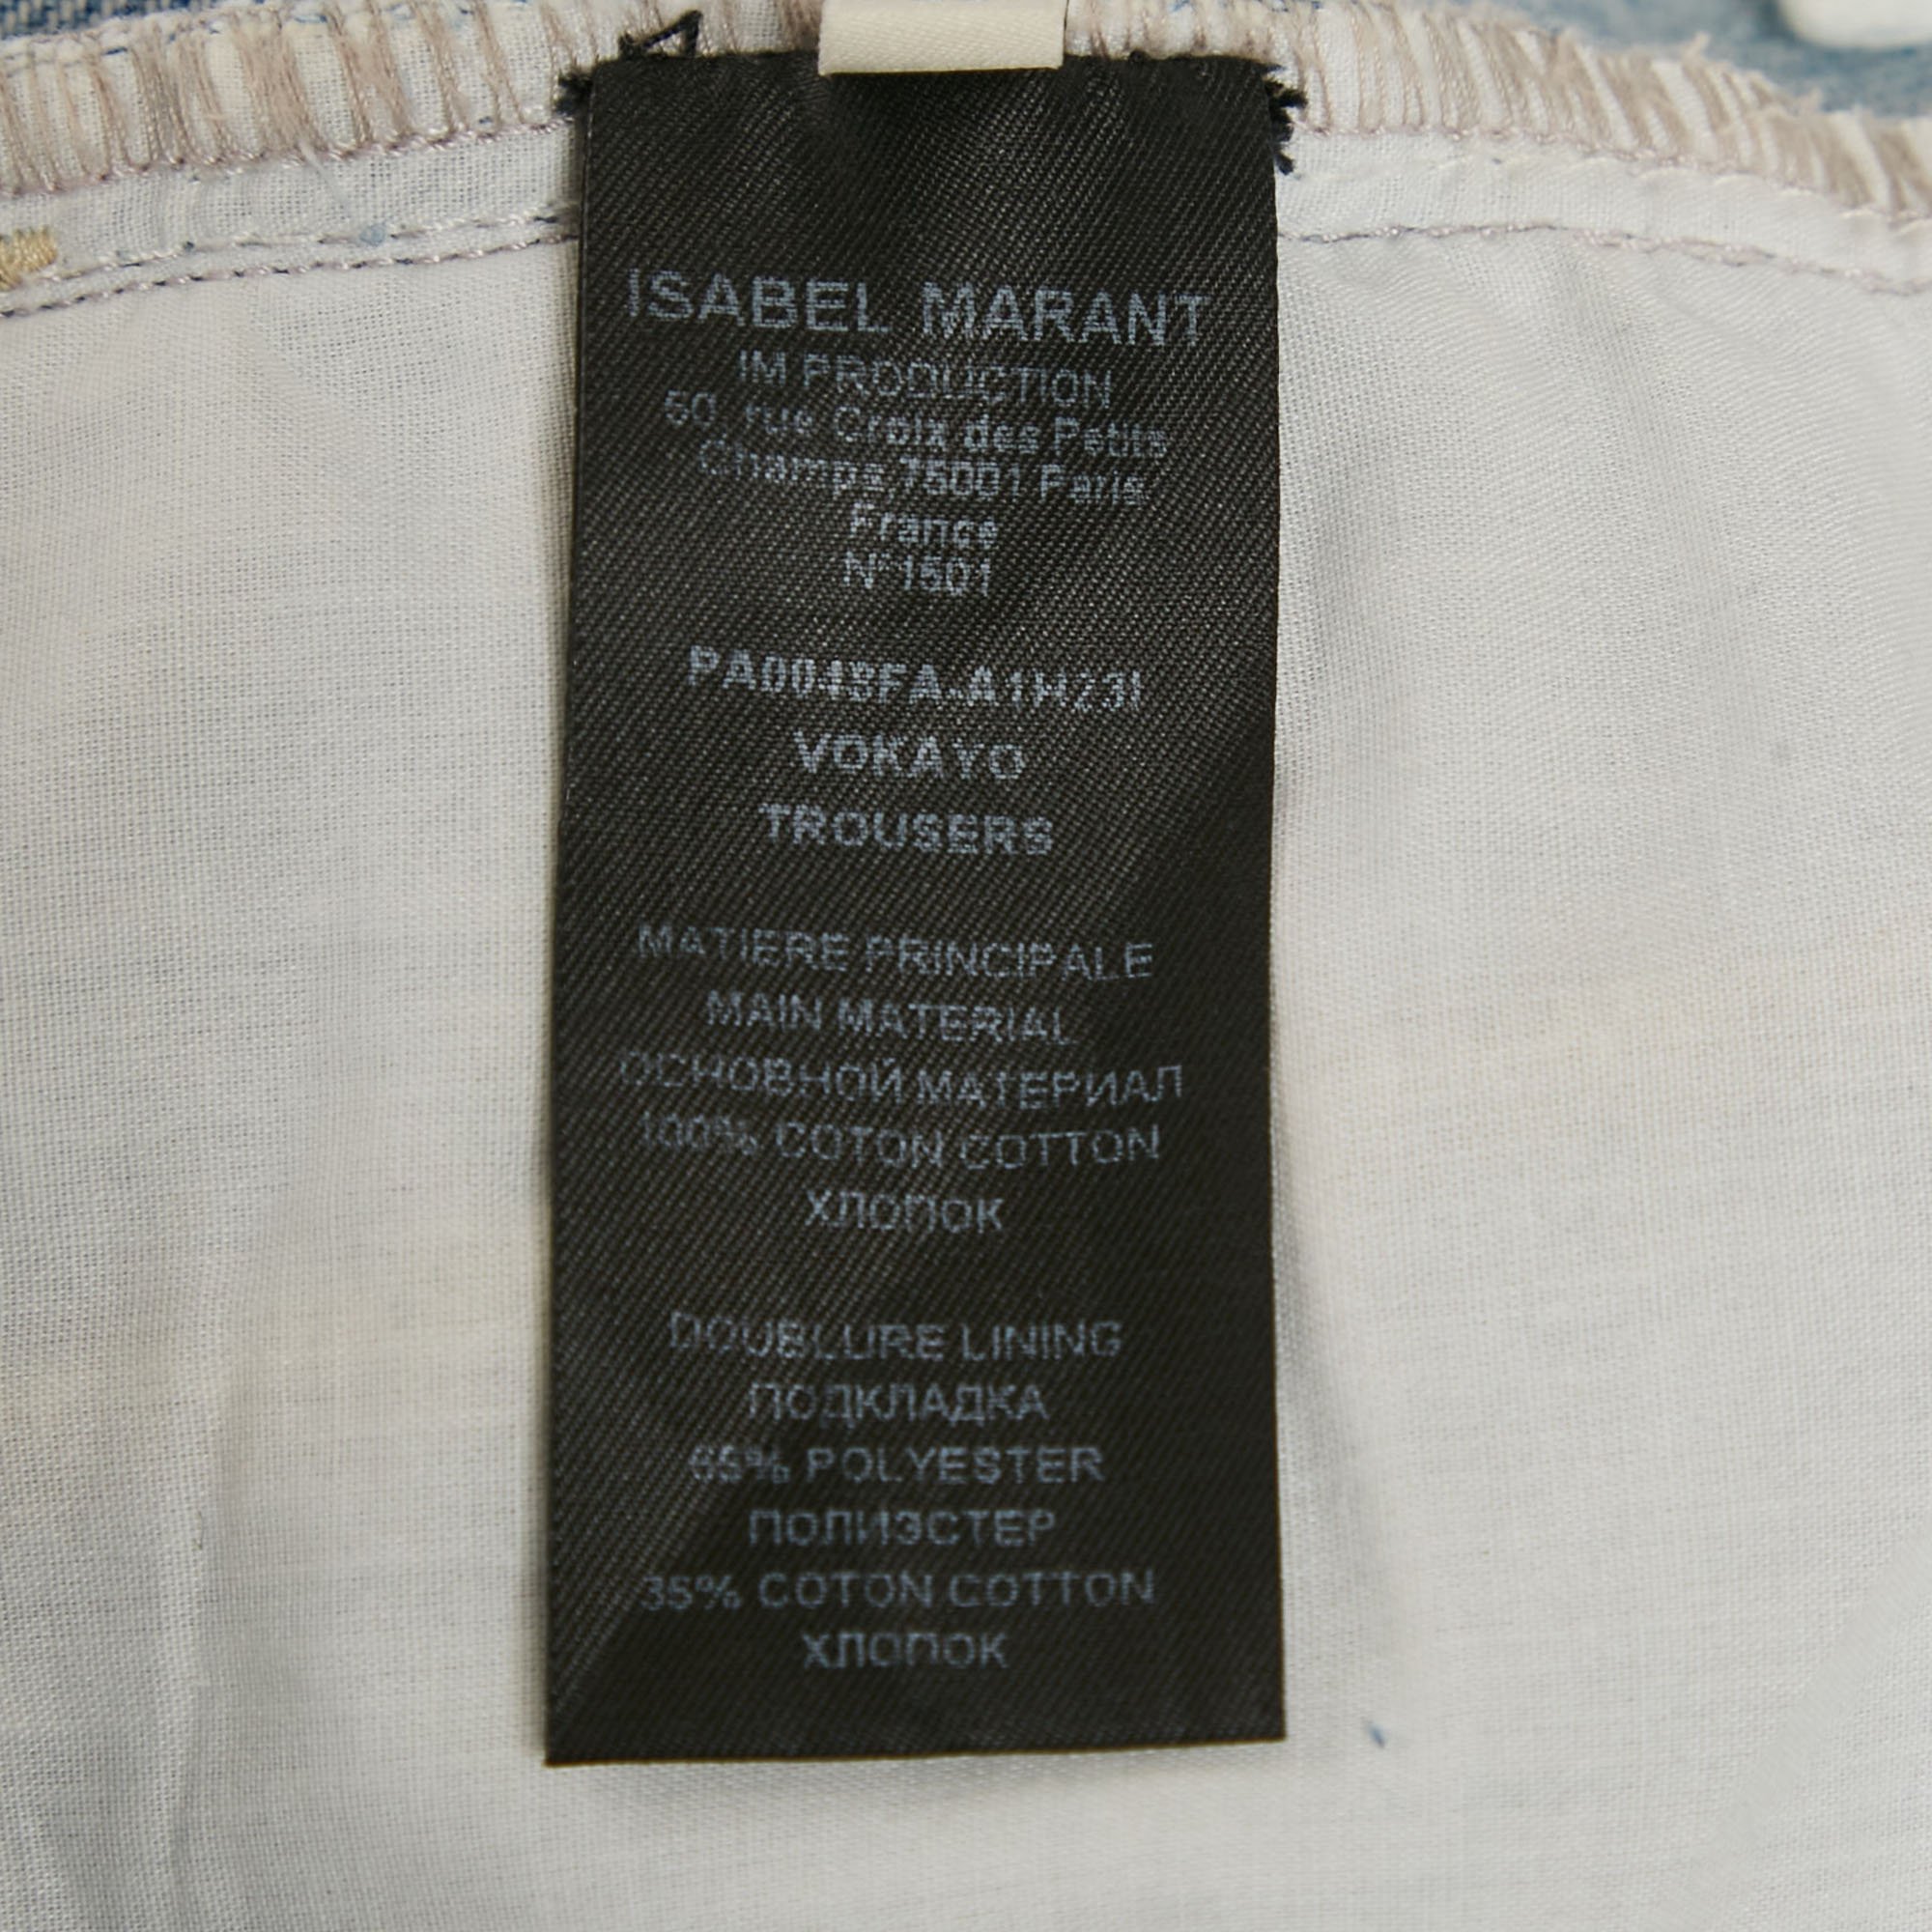 ISABEL MARANT
IM PRODUCTION
50, rue Croix des Petits
Champs 75001 Paris
France
N°1501
VOKAYO
TROUSERS
MATIERE PRINCIPALE
MAIN MATERIAL
ОСНОВНОЙ МАТЕРИАЛ
100% COTON COTTON
ХЛОПОК
DOUBLURE LINING
ПОДКЛАДКА
65% POLYESTER
ПОЛИЭСТЕР
35% COTON COTTON
ХЛОПОК